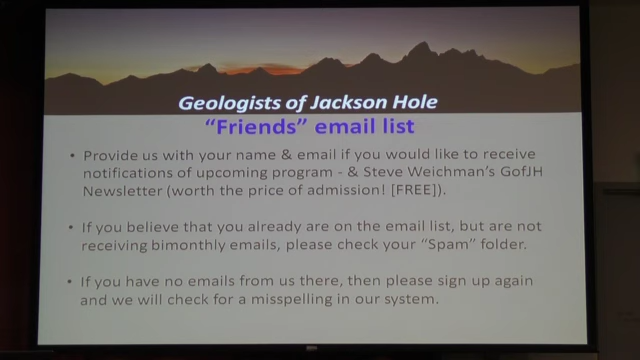 Geologists of Jackson Hole
“Friends” email list
• Provide us with your name & email if you would like to receive
notifications of upcoming program - & Steve Weichman’s GofJH
Newsletter (worth the price of admission! [FREE]).
• If you believe that you already are on the email list, but are not
receiving bimonthly emails, please check your “Spam” folder.
• If you have no emails from us there, then please sign up again
and we will check for a misspelling in our system.